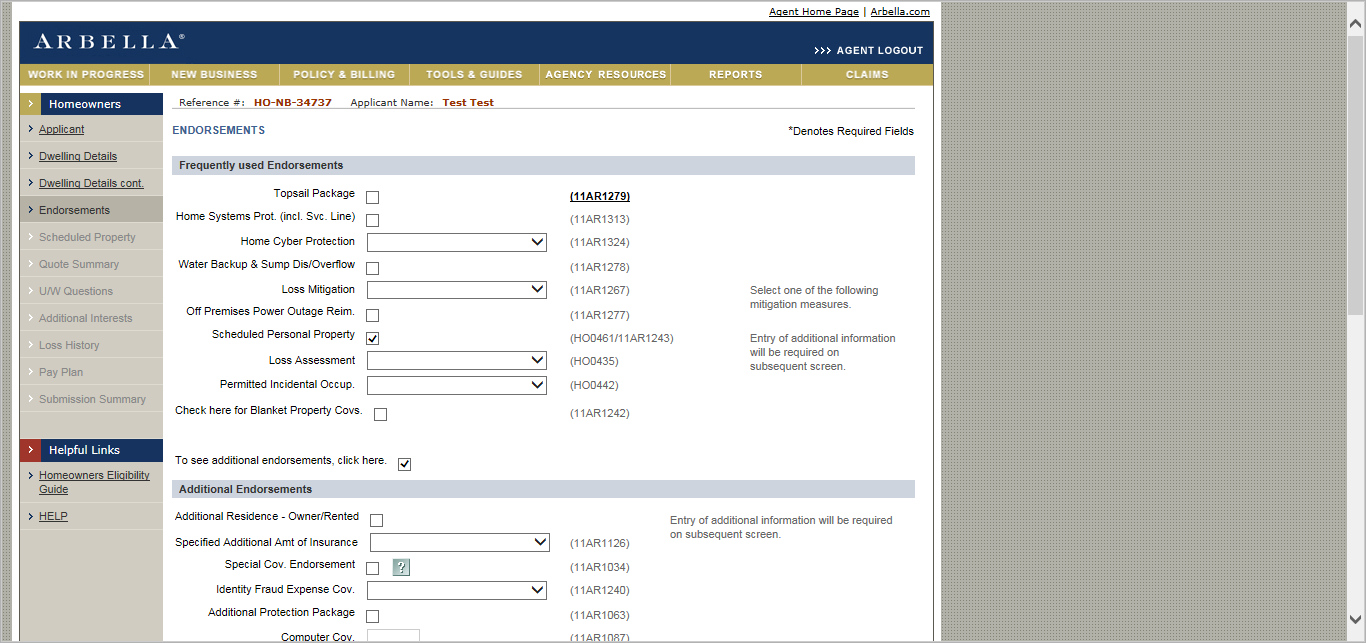 Agent Home Page | Arbella.com
ARBELLA®
>>> AGENT LOGOUT
WORK IN PROGRESS NEW BUSINESS POLICY & BILLING TOOLS & GUIDES AGENCY RESOURCES REPORTS CLAIMS
Homeowners
Applicant
Dwelling Details
Dwelling Details cont.
Endorsements
Scheduled Property
Quote Summary
U/W Questions
Additional Interests
Loss History
Pay Plan
Submission Summary
Helpful Links
Homeowners Eligibility
Guide
HELP
Reference #: HO-NB-34737 Applicant Name: Test Test
ENDORSEMENTS *Denotes Required Fields
Frequently used Endorsements
Topsail Package (11AR1279)
Home Systems Prot. (incl. Svc. Line) (11AR1313)
Home Cyber Protection (11AR1324)
Water Backup & Sump Dis/Overflow (11AR1278)
Loss Mitigation (11AR1267) Select one of the following
mitigation measures.
Off Premises Power Outage Reim. (11AR1277)
Scheduled Personal Property (HO0461/11AR1243) Entry of additional information
will be required on
subsequent screen.
Loss Assessment (HO0435)
Permitted Incidental Occup. (HO0442)
Check here for Blanket Property Covs. (11AR1242)
To see additional endorsements, click here.
Additional Endorsements
Additional Residence - Owner/Rented Entry of additional information will be required
on subsequent screen.
Specified Additional Amt of Insurance (11AR1126)
Special Cov. Endorsement ? (11AR1034)
Identity Fraud Expense Cov. (11AR1240)
Additional Protection Package (11AR1063)
Computer Cov. (11AR1087)